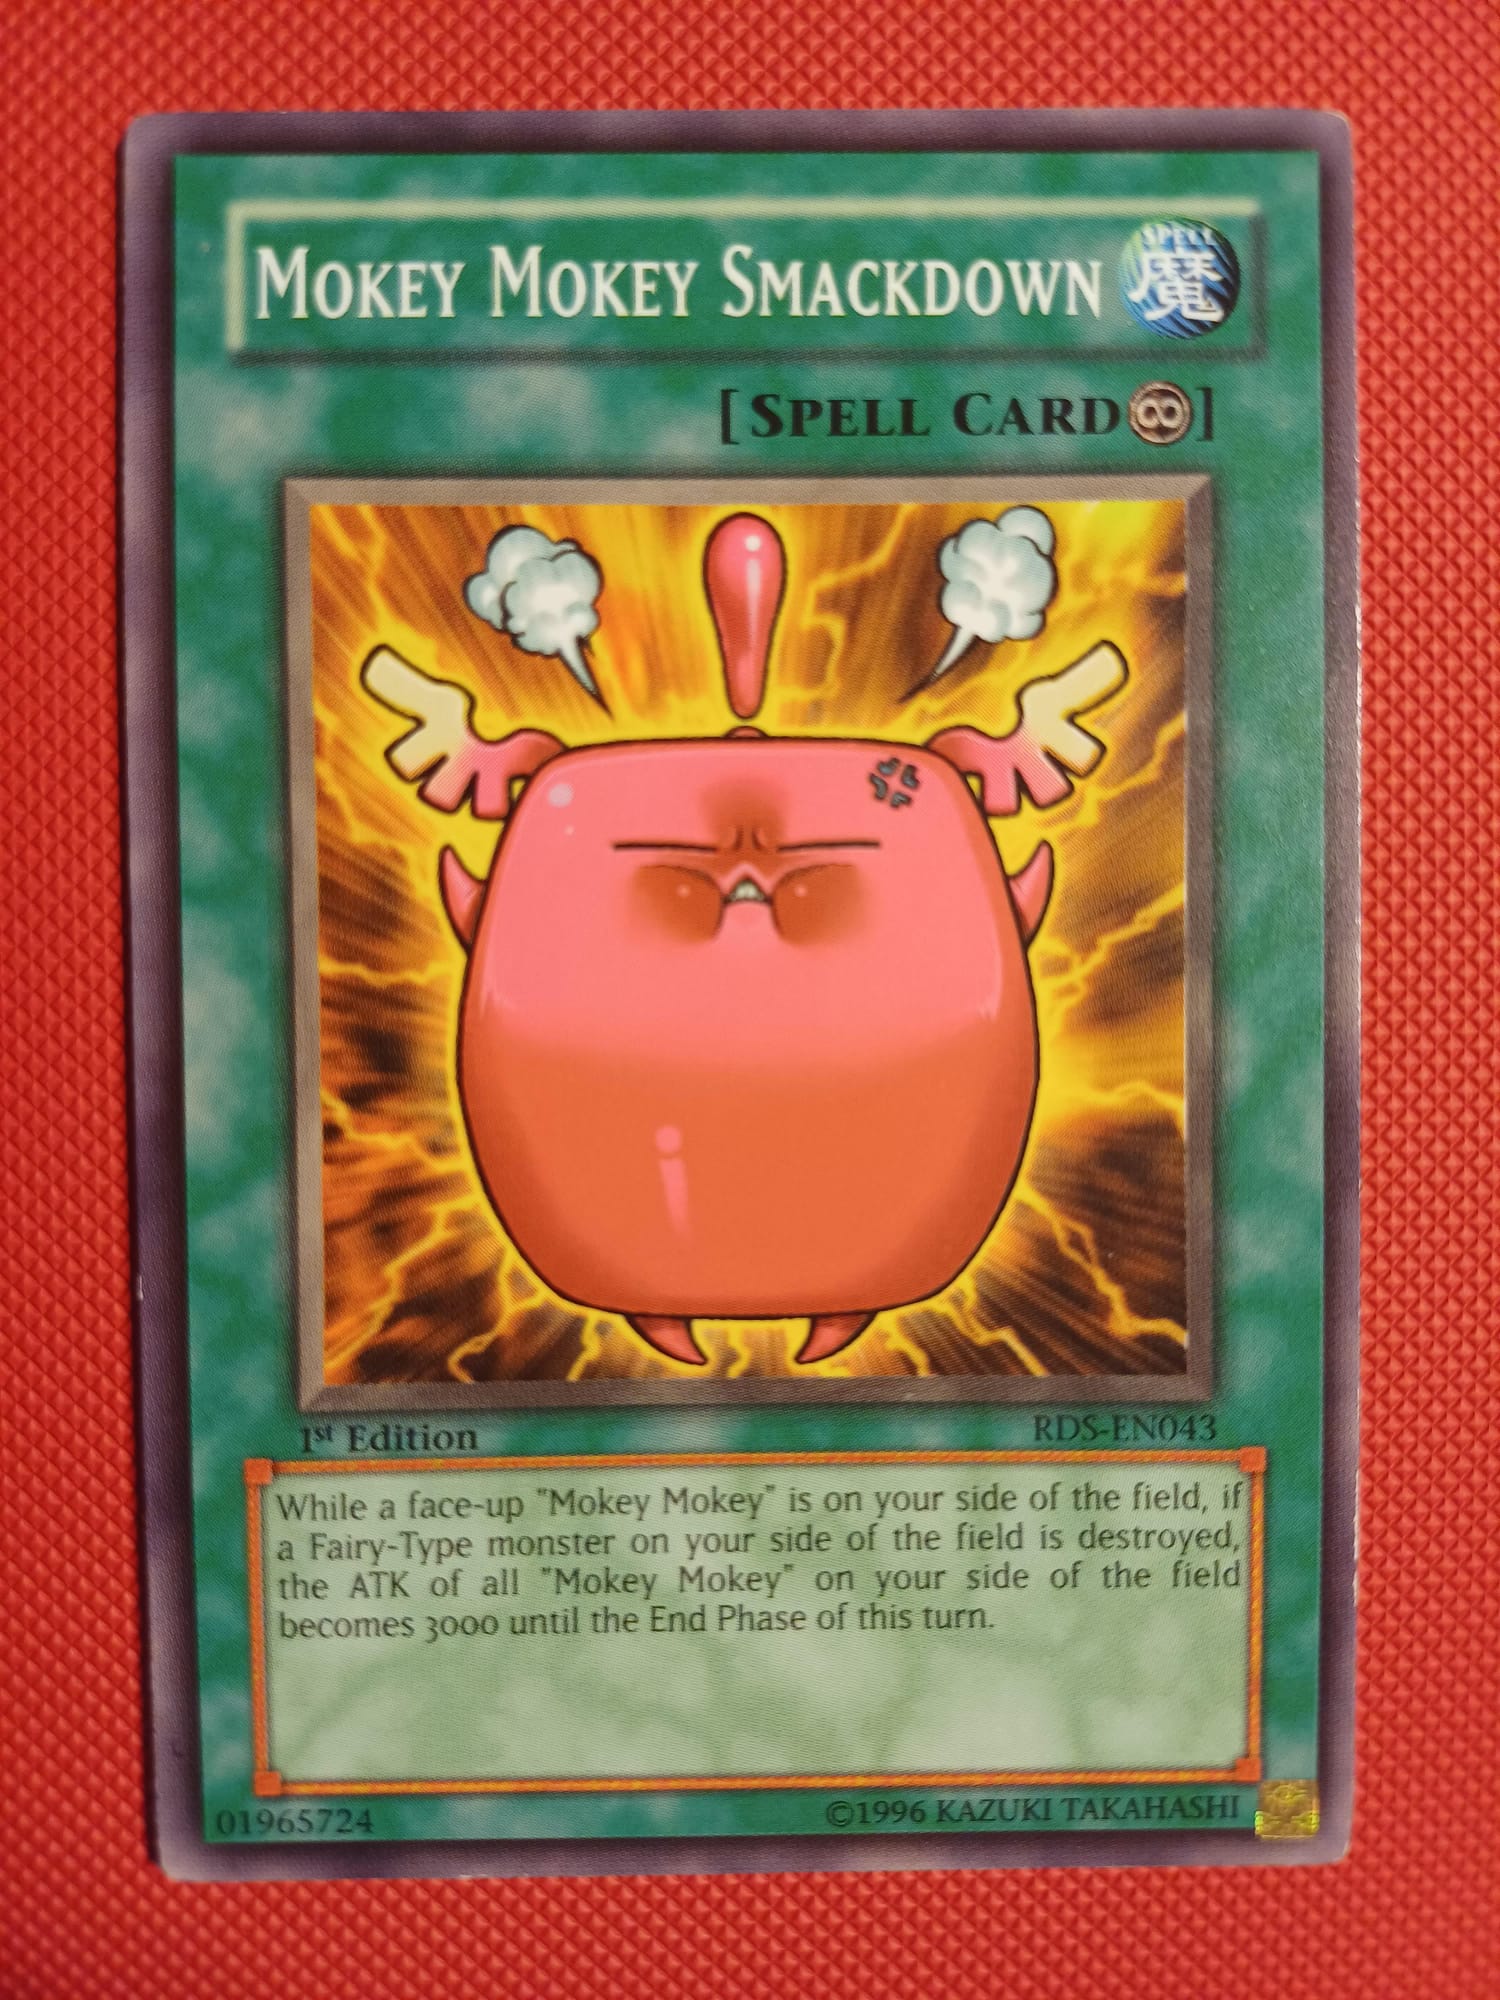 MOKEY MOKEY SMACKDOWN
SPELL
魔
[SPELL CARD∞]
1st Edition
RDS-EN043
While a face-up "Mokey Mokey" is on your side of the field, if
a Fairy-Type monster on your side of the field is destroyed,
the ATK of all "Mokey Mokey" on your side of the field
becomes 3000 until the End Phase of this turn.
01965724
©1996 KAZUKI TAKAHASHI